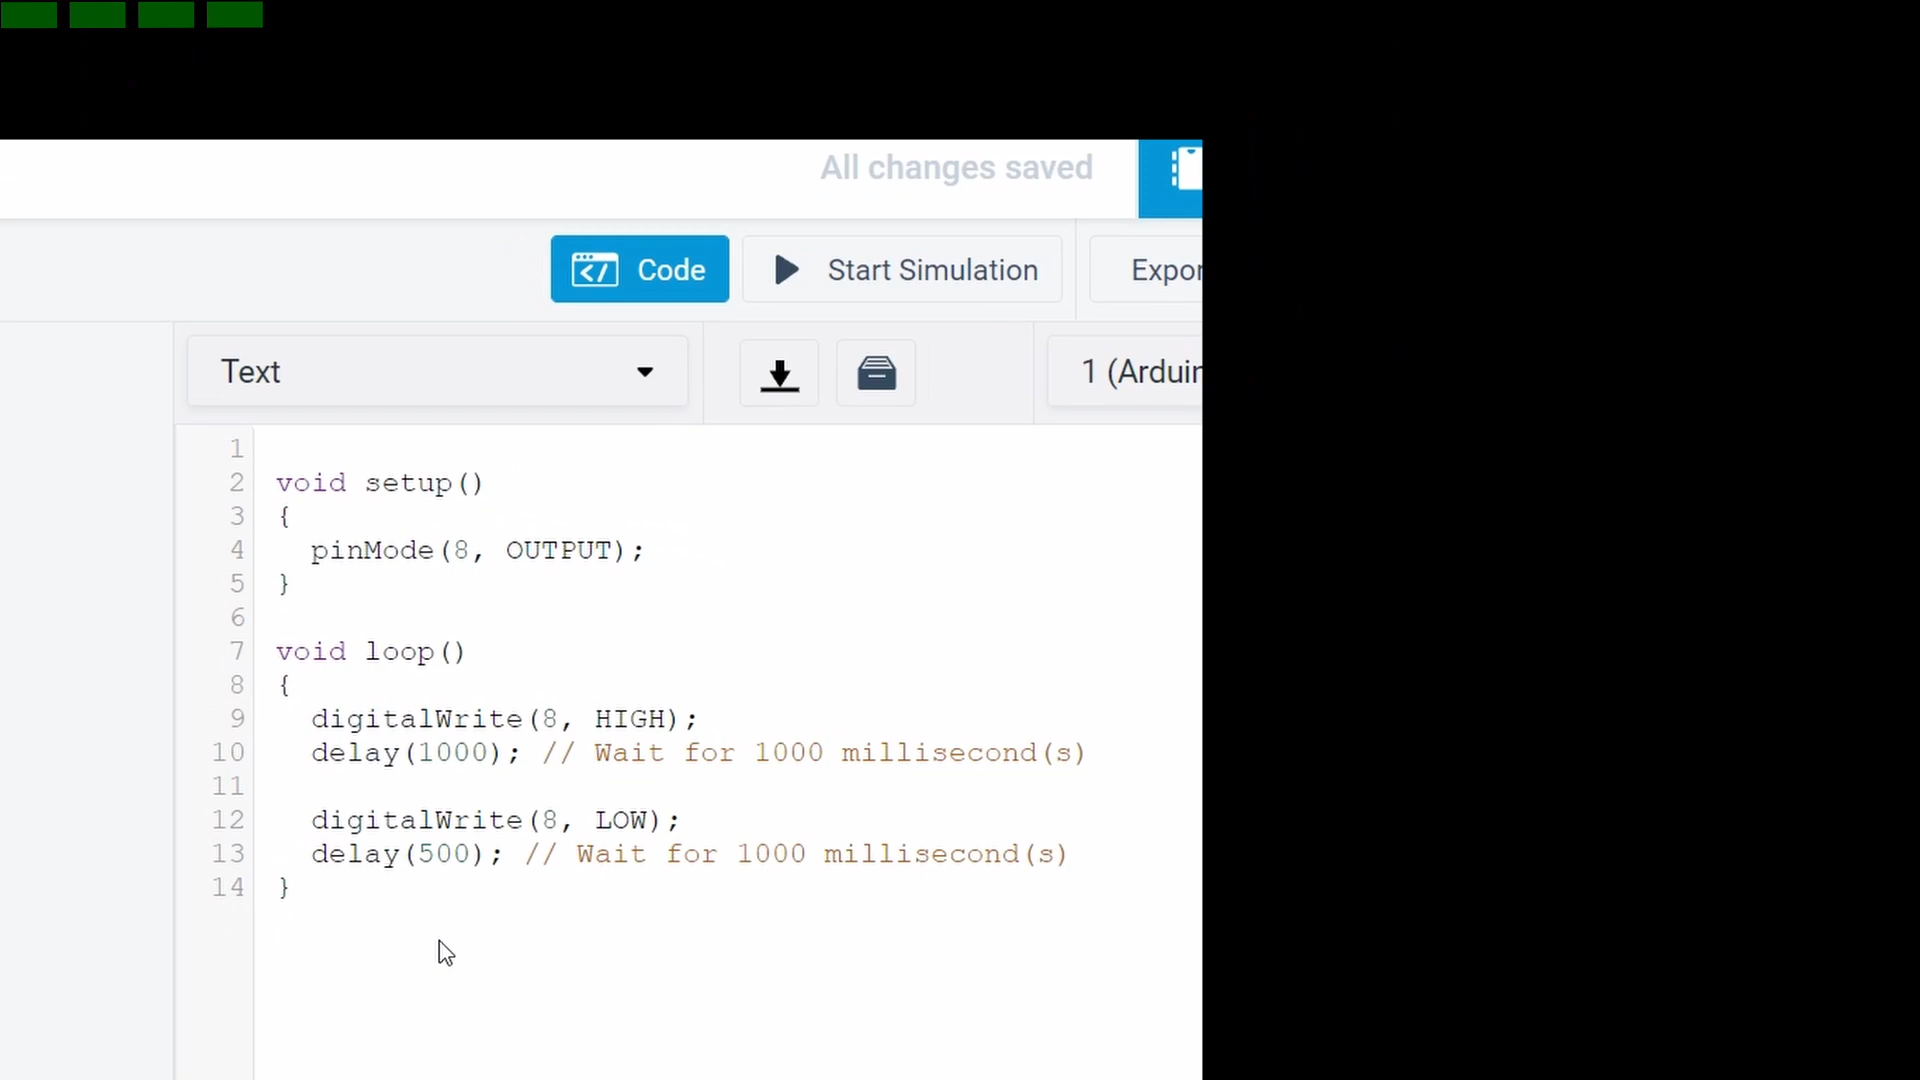 All changes saved
Code
Start Simulation
Expor
Text
1 (Arduin
1
2 void setup()
3 {
4   pinMode(8, OUTPUT);
5 }
6
7 void loop()
8 {
9   digitalWrite(8, HIGH);
10   delay(1000); // Wait for 1000 millisecond(s)
11
12   digitalWrite(8, LOW);
13   delay(500); // Wait for 1000 millisecond(s)
14 }